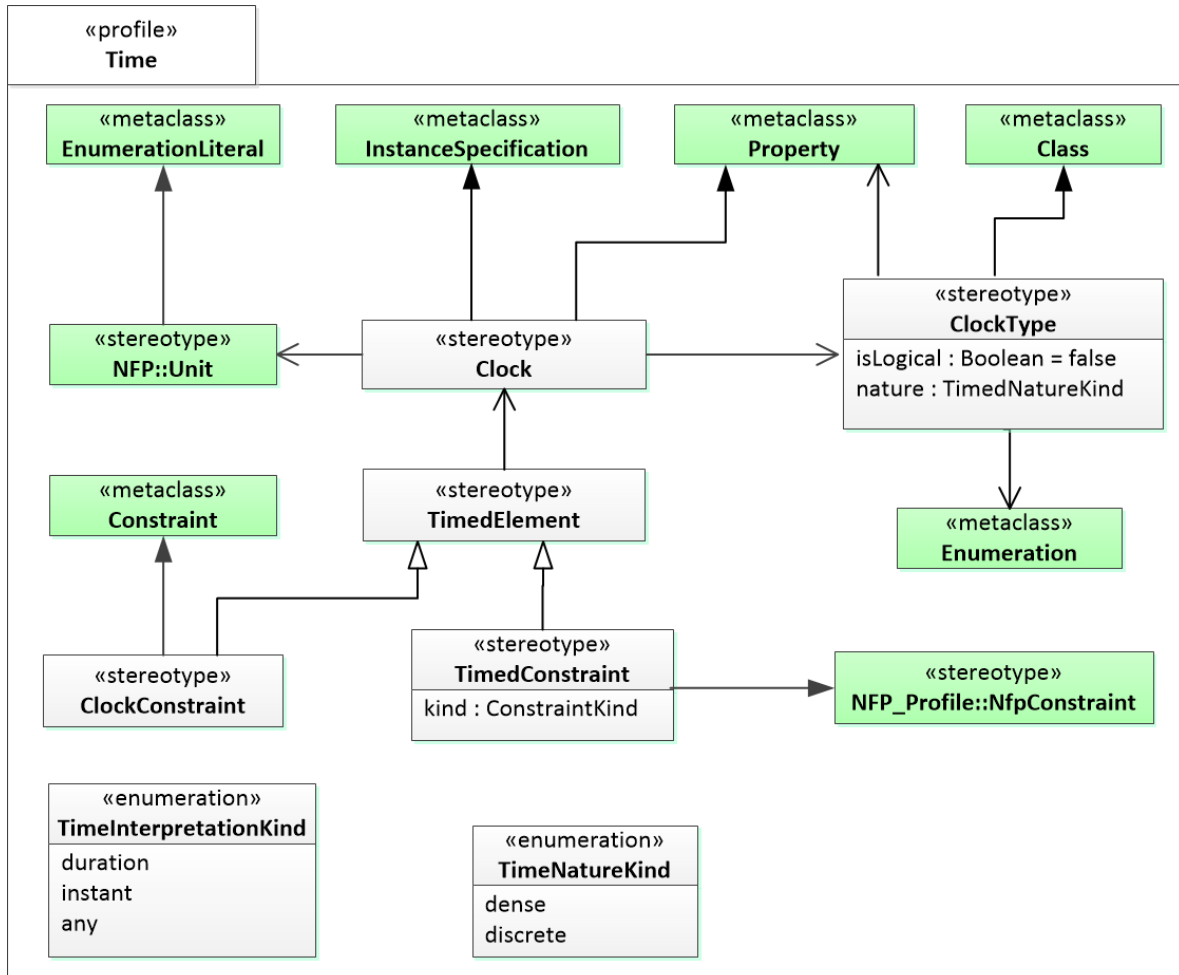 «profile»
Time
«metaclass»
EnumerationLiteral
«metaclass»
InstanceSpecification
«metaclass»
Property
«metaclass»
Class
«stereotype»
NFP::Unit
«stereotype»
Clock
«stereotype»
ClockType
isLogical : Boolean = false
nature : TimedNatureKind
«metaclass»
Constraint
«stereotype»
TimedElement
«metaclass»
Enumeration
«stereotype»
ClockConstraint
«stereotype»
TimedConstraint
kind : ConstraintKind
«stereotype»
NFP_Profile::NfpConstraint
«enumeration»
TimeInterpretationKind
duration
instant
any
«enumeration»
TimeNatureKind
dense
discrete